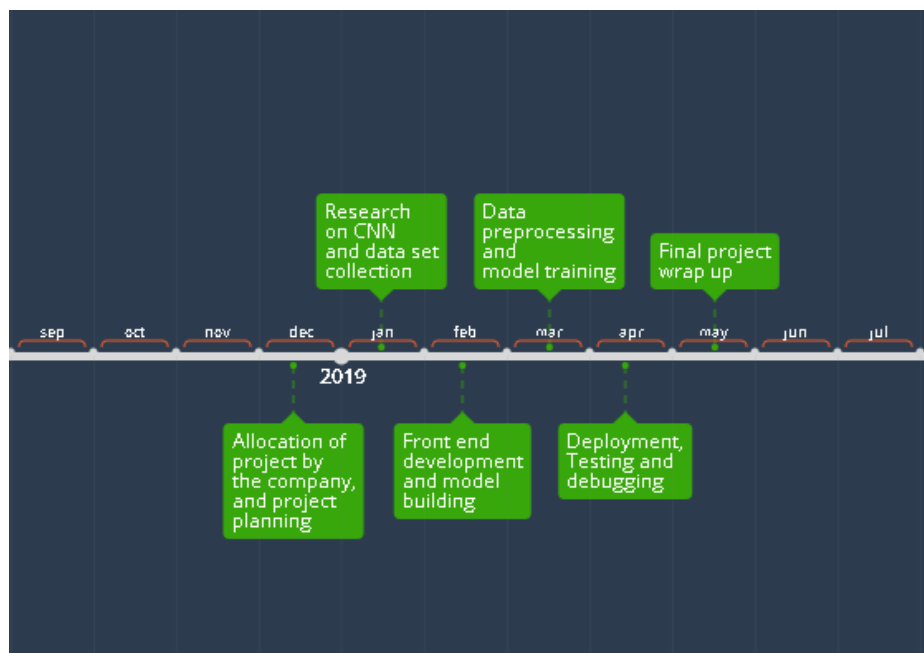 Research
on CNN
and data set
collection
Data
preprocessing
and
model training
Final project
wrap up
sep oct nov dec jan feb mar apr may jun jul
2019
Allocation of
project by
the company,
and project
planning
Front end
development
and model
building
Deployment,
Testing and
debugging